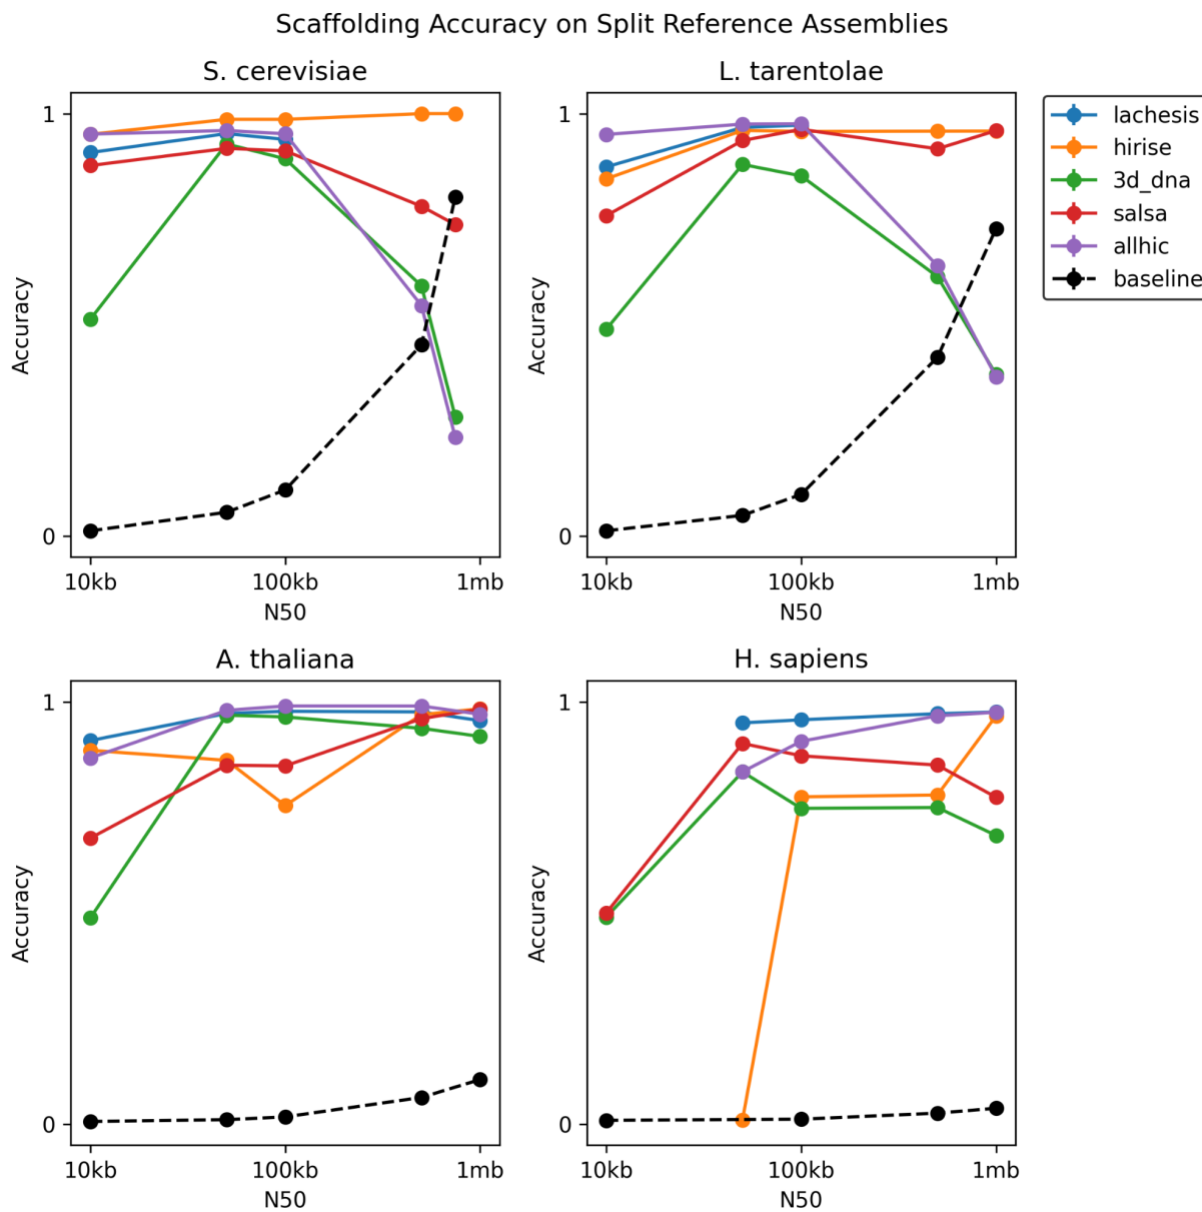 Scaffolding Accuracy on Split Reference Assemblies
S. cerevisiae
L. tarentolae
1
0
Accuracy
10kb
100kb
1mb
N50
Accuracy
10kb
100kb
1mb
N50
lachesis
hirise
3d_dna
salsa
allhic
baseline
A. thaliana
H. sapiens
1
0
Accuracy
10kb
100kb
1mb
N50
1
0
Accuracy
10kb
100kb
1mb
N50
1
0